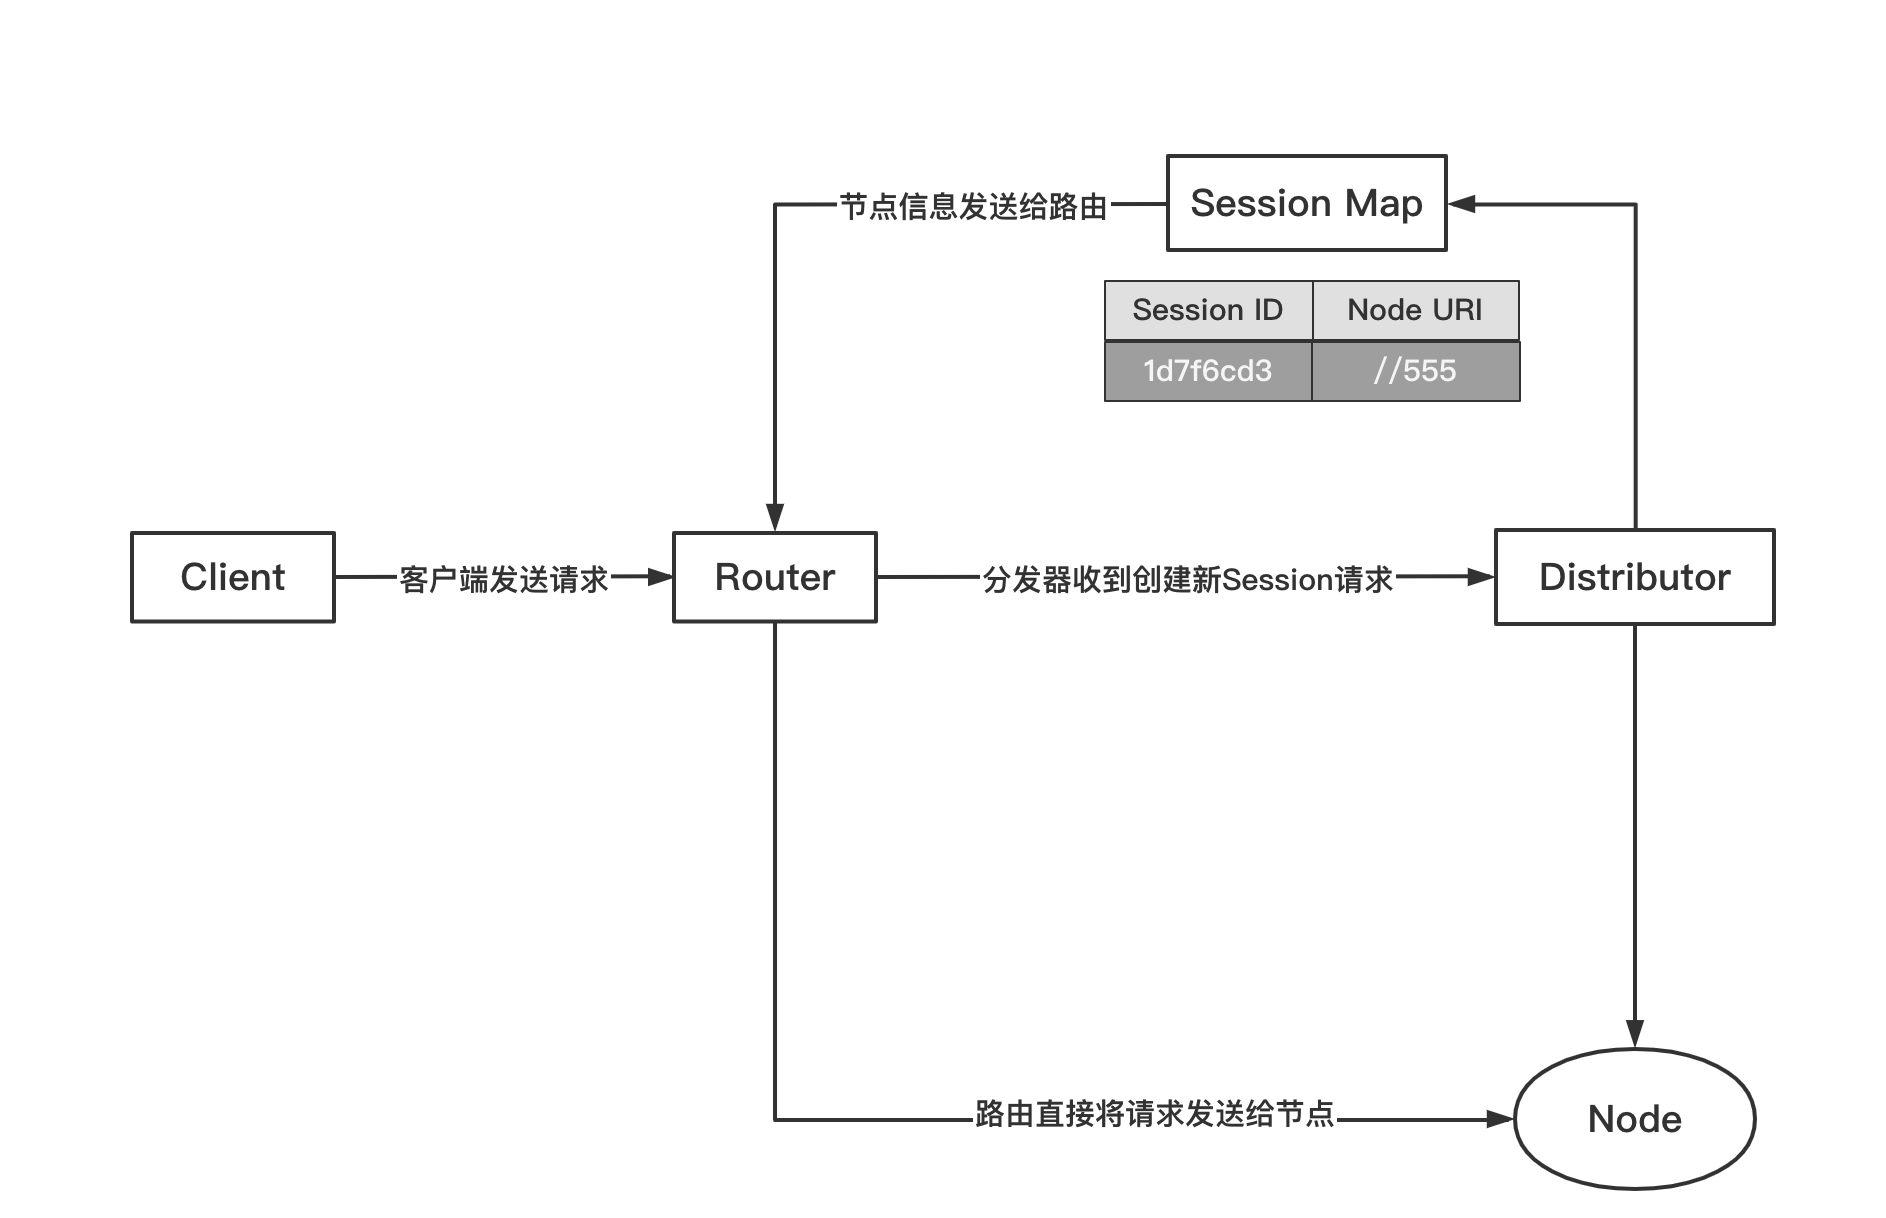 节点信息发送给路由
Session Map
Session ID
Node URI
1d7f6cd3
//555
Client
客户端发送请求
Router
分发器收到创建新Session请求
Distributor
路由直接将请求发送给节点
Node